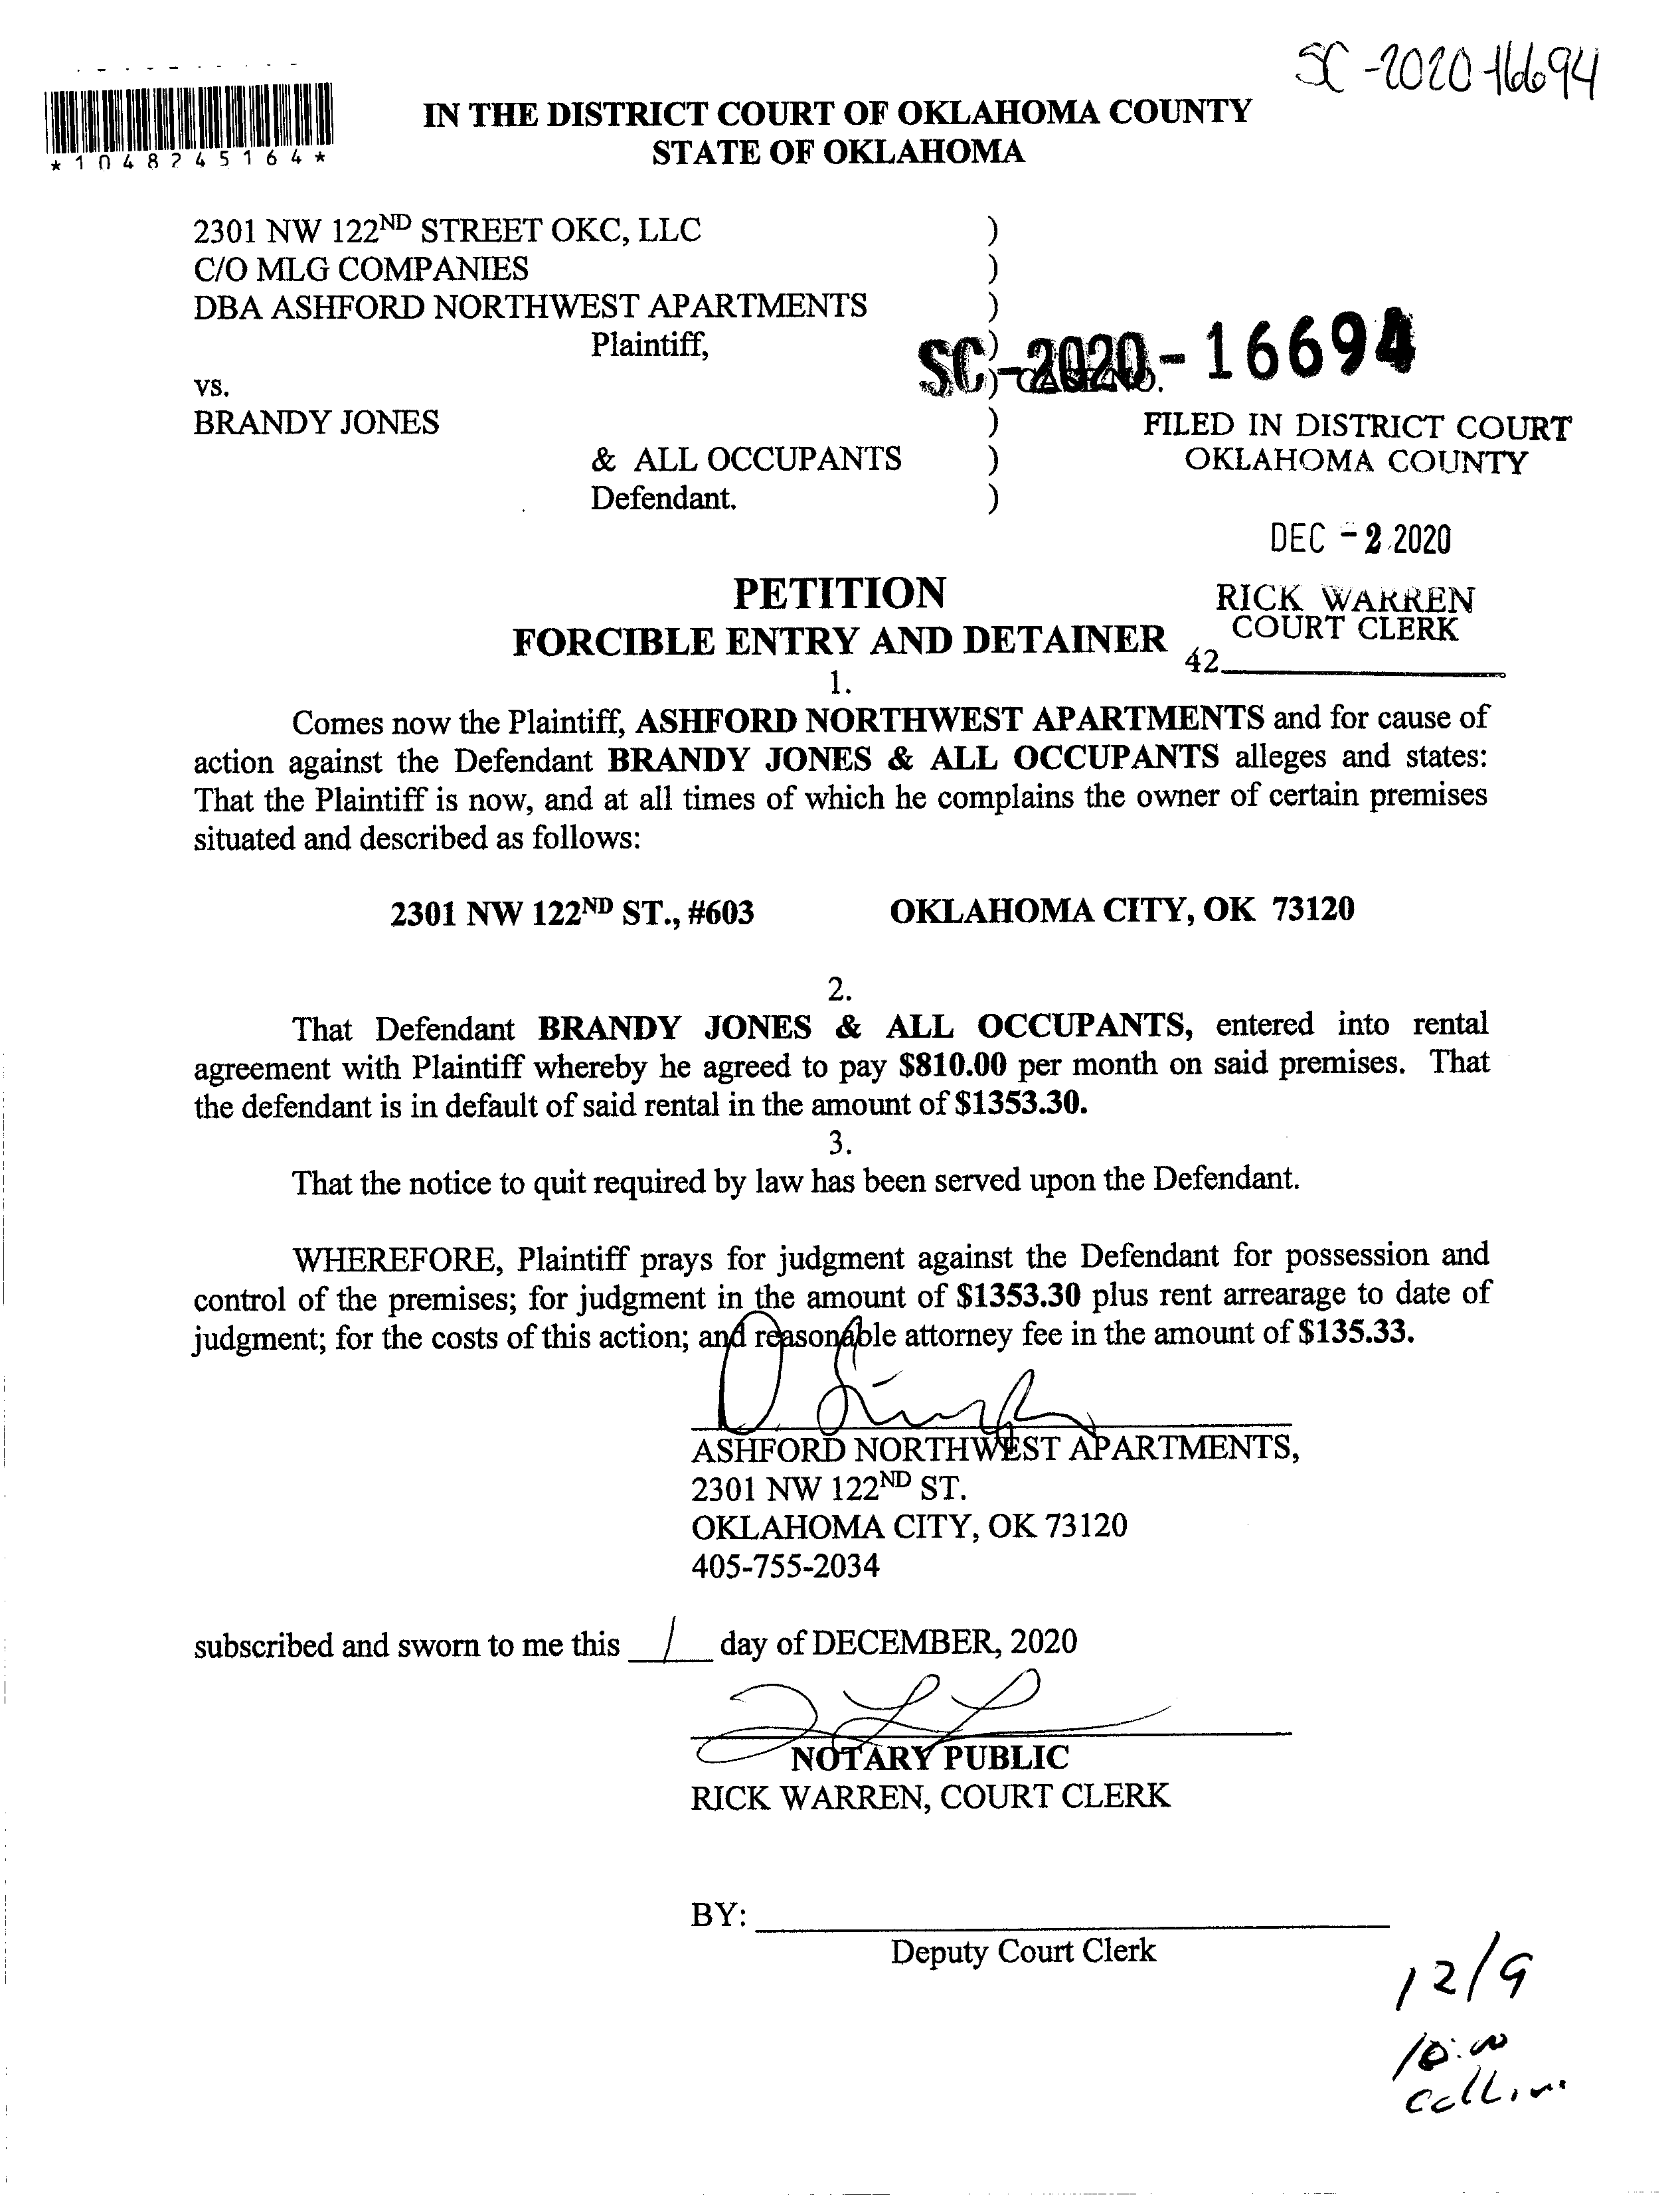 SC-2020-16694
*1048245164*
IN THE DISTRICT COURT OF OKLAHOMA COUNTY
STATE OF OKLAHOMA
2301 NW 122ND STREET OKC, LLC )
C/O MLG COMPANIES )
DBA ASHFORD NORTHWEST APARTMENTS )
Plaintiff, )
SC-2020-16694
vs. ) CASE NO.
BRANDY JONES )
FILED IN DISTRICT COURT
& ALL OCCUPANTS )
OKLAHOMA COUNTY
Defendant. )
DEC - 2 2020
PETITION
RICK WARREN
FORCIBLE ENTRY AND DETAINER
COURT CLERK
42
1.
Comes now the Plaintiff, ASHFORD NORTHWEST APARTMENTS and for cause of
action against the Defendant BRANDY JONES & ALL OCCUPANTS alleges and states:
That the Plaintiff is now, and at all times of which he complains the owner of certain premises
situated and described as follows:
2301 NW 122ND ST., #603 OKLAHOMA CITY, OK 73120
2.
That Defendant BRANDY JONES & ALL OCCUPANTS, entered into rental
agreement with Plaintiff whereby he agreed to pay $810.00 per month on said premises. That
the defendant is in default of said rental in the amount of $1353.30.
3.
That the notice to quit required by law has been served upon the Defendant.
WHEREFORE, Plaintiff prays for judgment against the Defendant for possession and
control of the premises; for judgment in the amount of $1353.30 plus rent arrearage to date of
judgment; for the costs of this action; and reasonable attorney fee in the amount of $135.33.
ASHFORD NORTHWEST APARTMENTS,
2301 NW 122ND ST.
OKLAHOMA CITY, OK 73120
405-755-2034
subscribed and sworn to me this 1 day of DECEMBER, 2020
NOTARY PUBLIC
RICK WARREN, COURT CLERK
BY:
Deputy Court Clerk
12/9
10:00